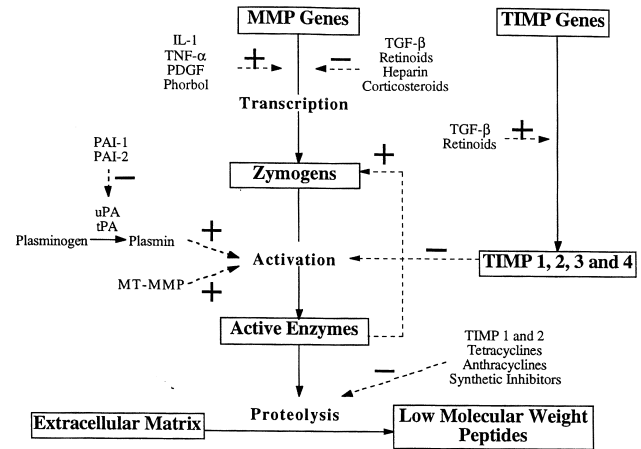 MMP Genes
TIMP Genes
IL-1
TNF-α
PDGF
Phorbol
+
−
TGF-β
Retinoids
Heparin
Corticosteroids
Transcription
TGF-β
Retinoids
+
PAI-1
PAI-2
−
Zymogens
+
uPA
tPA
Plasminogen
Plasmin
+
MT-MMP
+
Activation
−
TIMP 1, 2, 3 and 4
Active Enzymes
TIMP 1 and 2
Tetracyclines
Anthracyclines
Synthetic Inhibitors
−
Proteolysis
Extracellular Matrix
Low Molecular Weight
Peptides